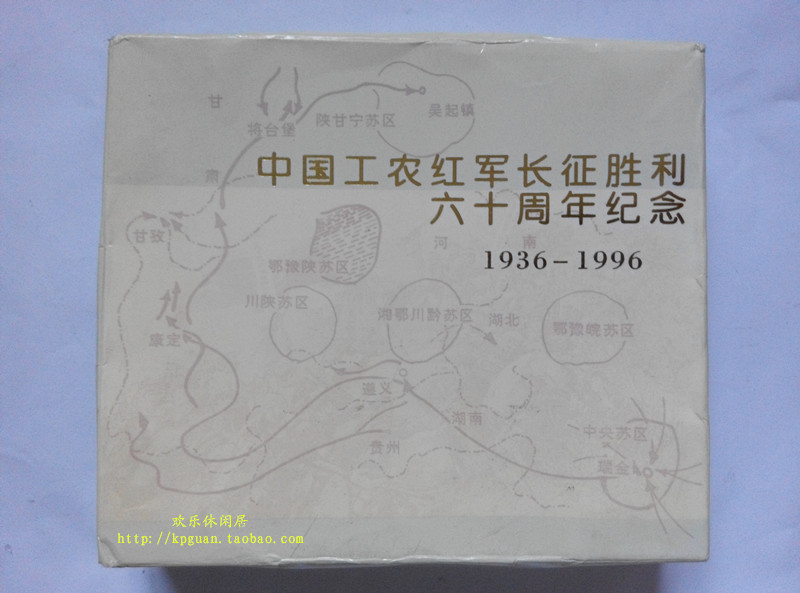 甘
将台堡
陕甘宁苏区
吴起镇
肃
中国工农红军长征胜利
六十周年纪念
甘孜
河 南
1936-1996
鄂豫陕苏区
川陕苏区
湘鄂川黔苏区
湖北
鄂豫皖苏区
康定
遵义
湖南
中央苏区
贵州
瑞金
欢乐休闲居
http://kpguan.taobao.com